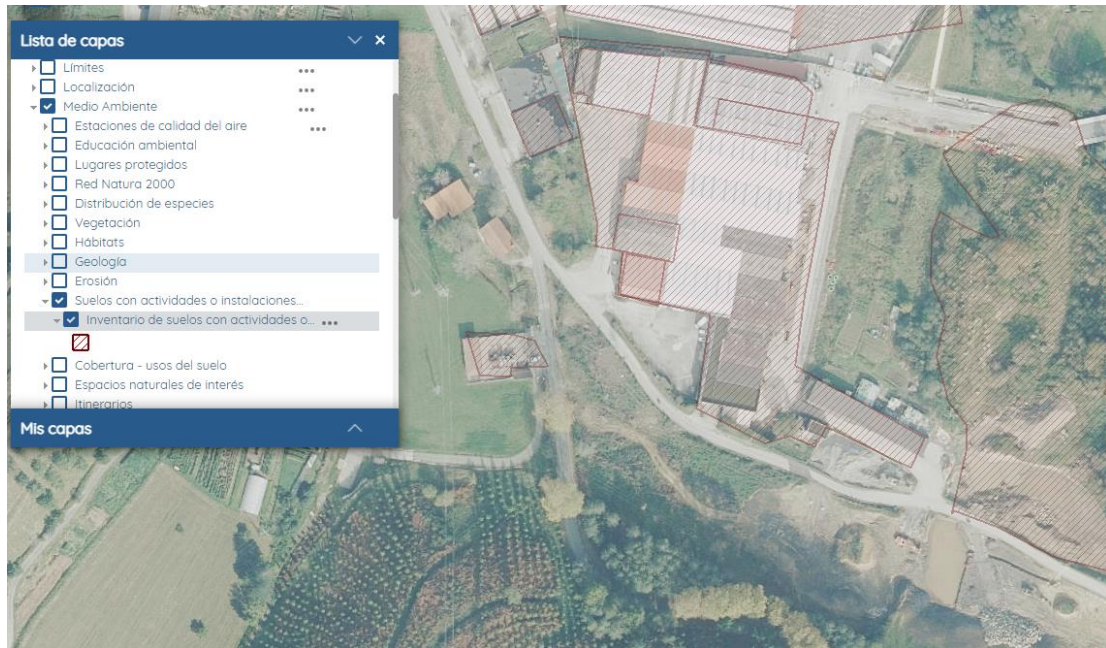 Lista de capas
Límites
Localización
Medio Ambiente
Estaciones de calidad del aire
Educación ambiental
Lugares protegidos
Red Natura 2000
Distribución de especies
Vegetación
Hábitats
Geología
Erosión
Suelos con actividades o instalaciones...
Inventario de suelos con actividades o...
Cobertura - usos del suelo
Espacios naturales de interés
Itinerarios
Mis capas